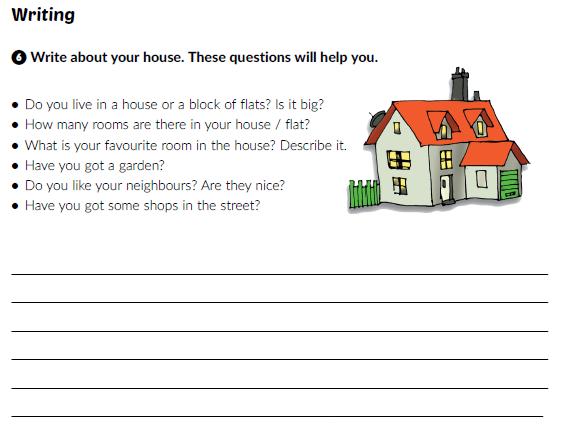 Writing
6 Write about your house. These questions will help you.
• Do you live in a house or a block of flats? Is it big?
• How many rooms are there in your house / flat?
• What is your favourite room in the house? Describe it.
• Have you got a garden?
• Do you like your neighbours? Are they nice?
• Have you got some shops in the street?